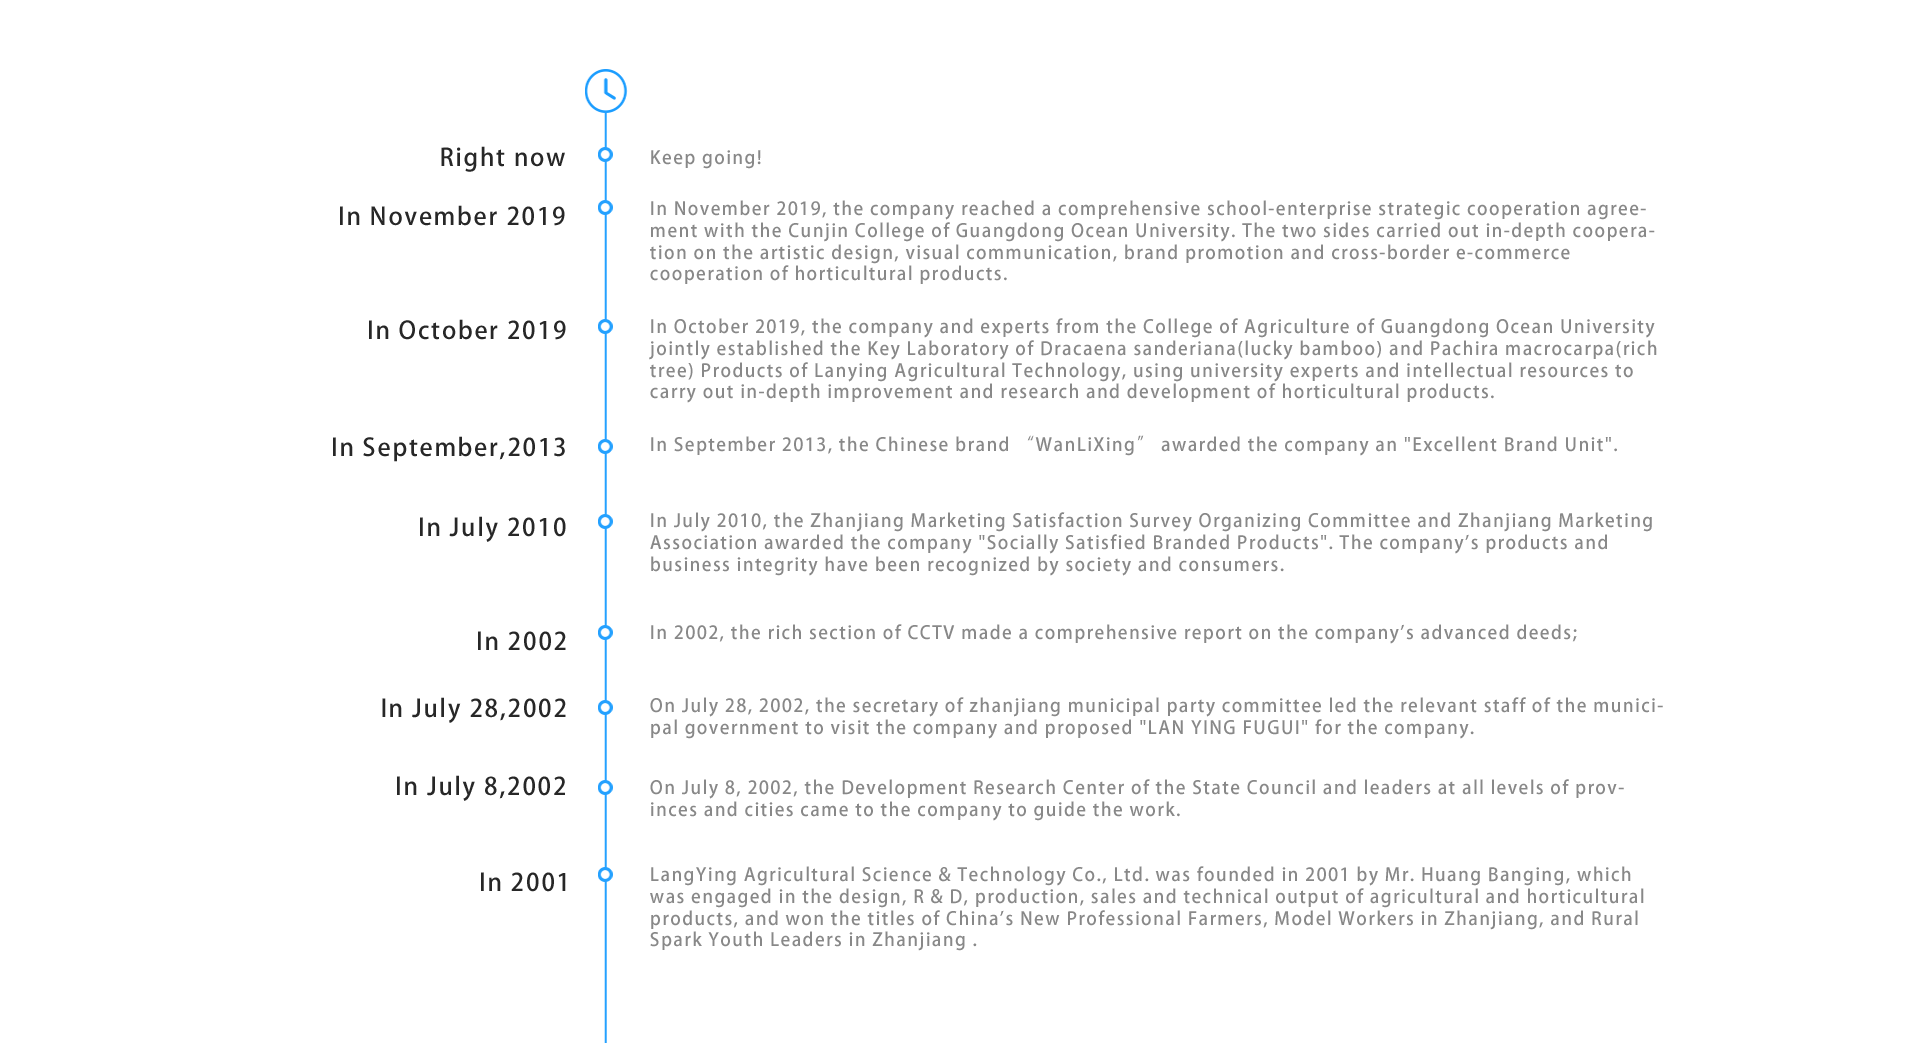 Right now
Keep going!
In November 2019
In November 2019, the company reached a comprehensive school-enterprise strategic cooperation agree-
ment with the Cunjin College of Guangdong Ocean University. The two sides carried out in-depth coopera-
tion on the artistic design, visual communication, brand promotion and cross-border e-commerce
cooperation of horticultural products.
In October 2019
In October 2019, the company and experts from the College of Agriculture of Guangdong Ocean University
jointly established the Key Laboratory of Dracaena sanderiana(lucky bamboo) and Pachira macrocarpa(rich
tree) Products of Lanying Agricultural Technology, using university experts and intellectual resources to
carry out in-depth improvement and research and development of horticultural products.
In September,2013
In September 2013, the Chinese brand “WanLiXing” awarded the company an "Excellent Brand Unit".
In July 2010
In July 2010, the Zhanjiang Marketing Satisfaction Survey Organizing Committee and Zhanjiang Marketing
Association awarded the company "Socially Satisfied Branded Products". The company’s products and
business integrity have been recognized by society and consumers.
In 2002
In 2002, the rich section of CCTV made a comprehensive report on the company’s advanced deeds;
In July 28,2002
On July 28, 2002, the secretary of zhanjiang municipal party committee led the relevant staff of the munici-
pal government to visit the company and proposed "LAN YING FUGUI" for the company.
In July 8,2002
On July 8, 2002, the Development Research Center of the State Council and leaders at all levels of prov-
inces and cities came to the company to guide the work.
In 2001
LangYing Agricultural Science & Technology Co., Ltd. was founded in 2001 by Mr. Huang Banging, which
was engaged in the design, R & D, production, sales and technical output of agricultural and horticultural
products, and won the titles of China’s New Professional Farmers, Model Workers in Zhanjiang, and Rural
Spark Youth Leaders in Zhanjiang .